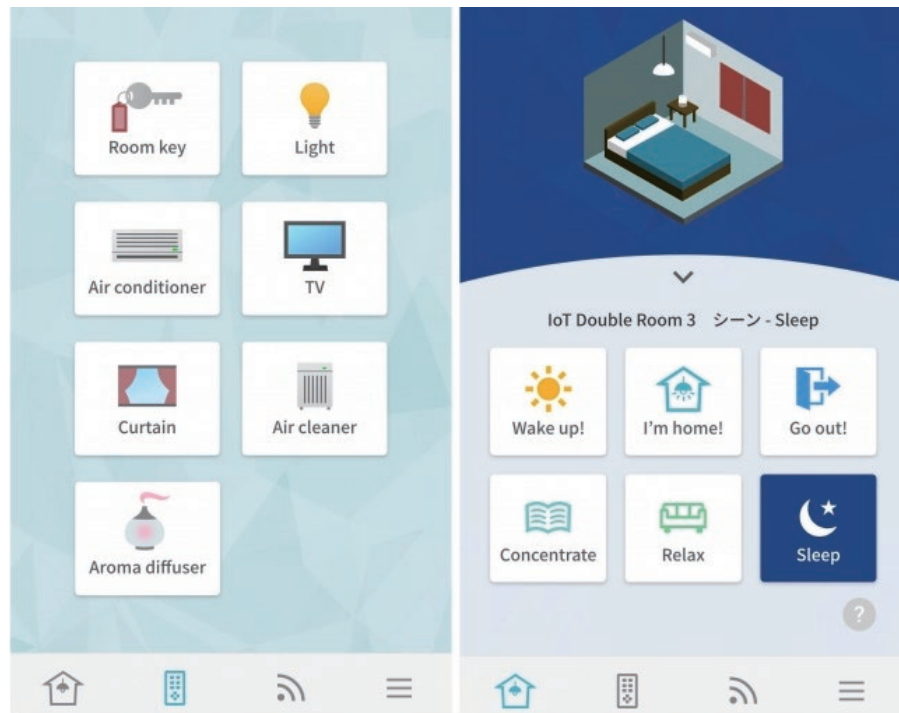 Room key
Light
Air conditioner
TV
Curtain
Air cleaner
Aroma diffuser
IoT Double Room 3 シーン - Sleep
Wake up!
I'm home!
Go out!
Concentrate
Relax
Sleep
?